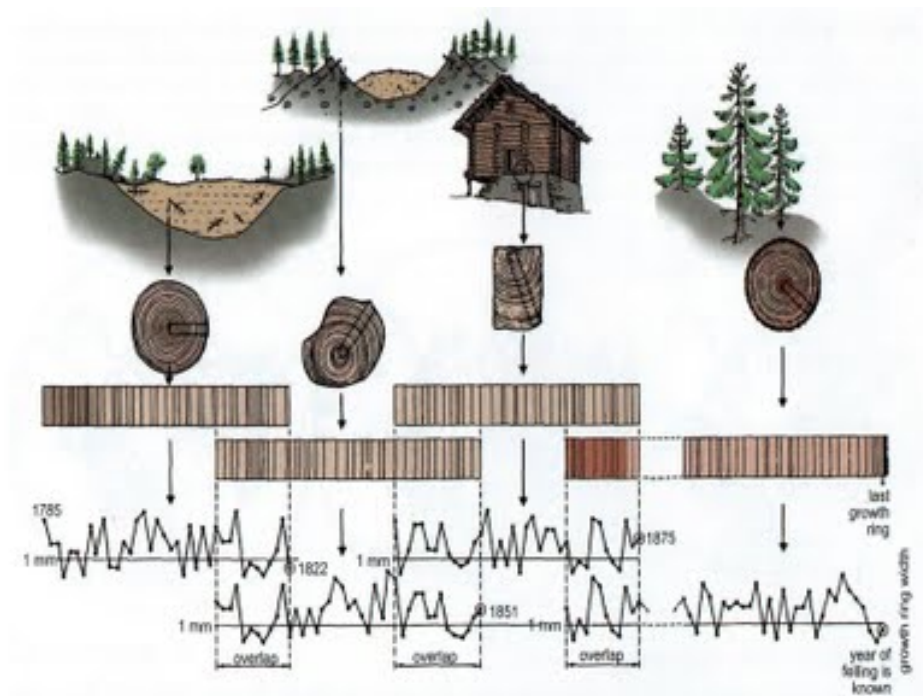 last
growth
ring
1785
1 mm
1822
1 mm
1875
growth ring width
1 mm
1851
1 mm
overlap
overlap
overlap
year of
felling is
known